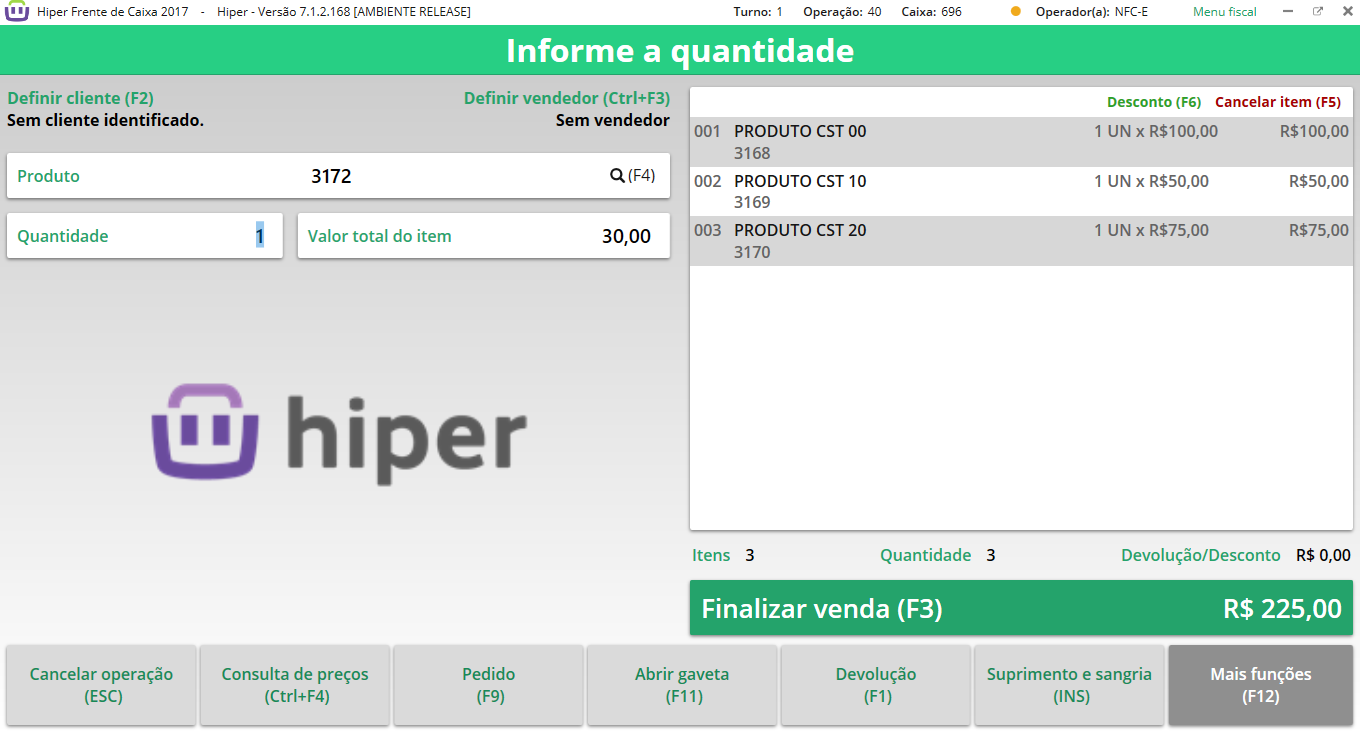 Hiper Frente de Caixa 2017 - Hiper - Versão 7.1.2.168 [AMBIENTE RELEASE] Turno: 1 Operação: 40 Caixa: 696 Operador(a): NFC-E Menu fiscal
Informe a quantidade
Definir cliente (F2) Definir vendedor (Ctrl+F3)
Sem cliente identificado. Sem vendedor
Produto 3172 (F4)
Quantidade 1 Valor total do item 30,00
hiper
Desconto (F6) Cancelar item (F5)
001 PRODUTO CST 00 1 UN x R$100,00 R$100,00
3168
002 PRODUTO CST 10 1 UN x R$50,00 R$50,00
3169
003 PRODUTO CST 20 1 UN x R$75,00 R$75,00
3170
Itens 3 Quantidade 3 Devolução/Desconto R$ 0,00
Finalizar venda (F3) R$ 225,00
Cancelar operação
(ESC)
Consulta de preços
(Ctrl+F4)
Pedido
(F9)
Abrir gaveta
(F11)
Devolução
(F1)
Suprimento e sangria
(INS)
Mais funções
(F12)